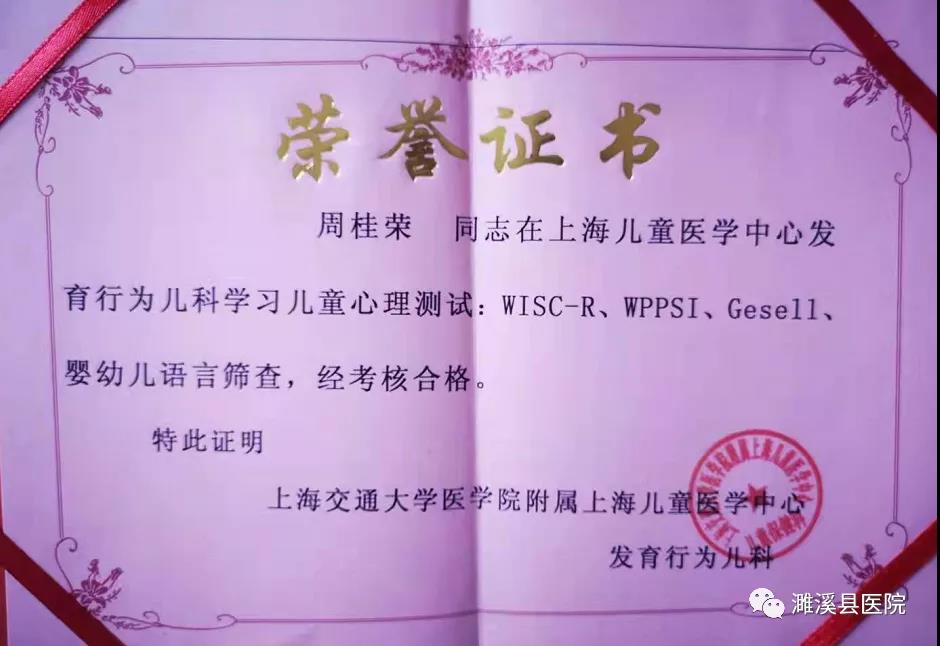 荣誉证书
周桂荣 同志在上海儿童医学中心发
育行为儿科学习儿童心理测试：WISC-R、WPPSI、Gesell、
婴幼儿语言筛查，经考核合格。
特此证明
上海交通大学医学院附属上海儿童医学中心
发育行为儿科
濉溪县医院